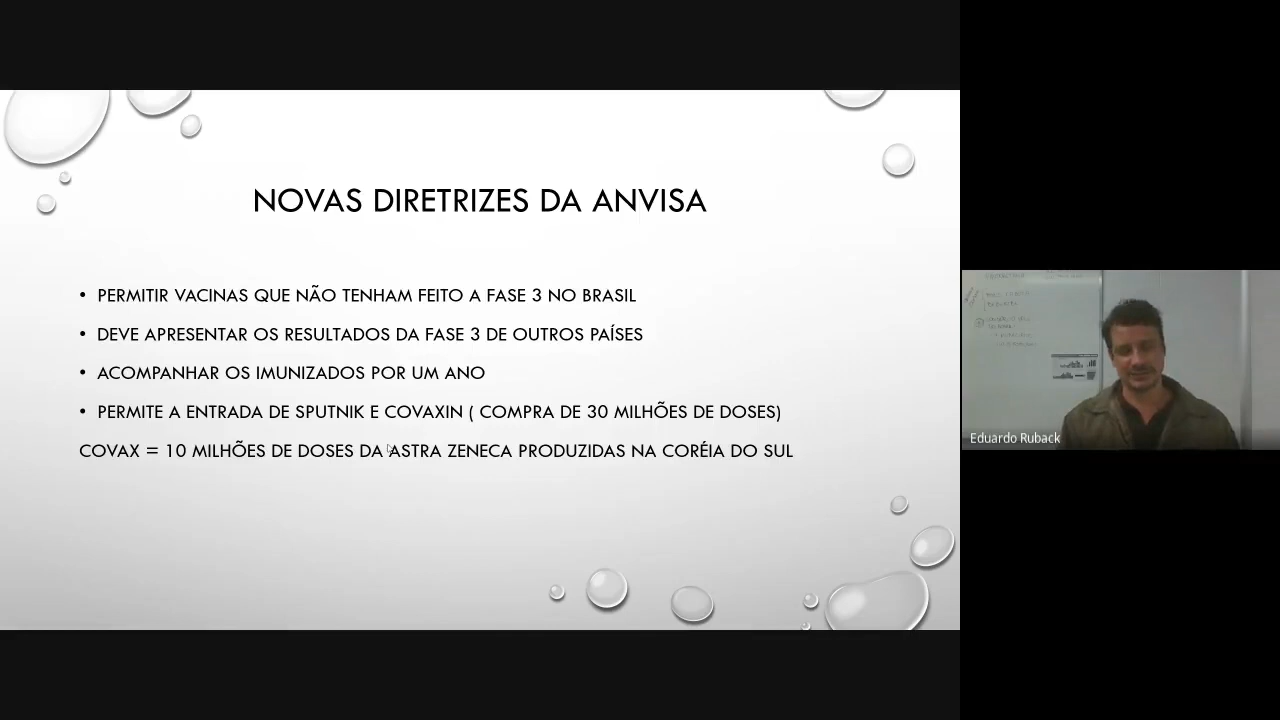 NOVAS DIRETRIZES DA ANVISA
• PERMITIR VACINAS QUE NÃO TENHAM FEITO A FASE 3 NO BRASIL
• DEVE APRESENTAR OS RESULTADOS DA FASE 3 DE OUTROS PAÍSES
• ACOMPANHAR OS IMUNIZADOS POR UM ANO
• PERMITE A ENTRADA DE SPUTNIK E COVAXIN ( COMPRA DE 30 MILHÕES DE DOSES)
COVAX = 10 MILHÕES DE DOSES DA ASTRA ZENECA PRODUZIDAS NA CORÉIA DO SUL
Eduardo Ruback